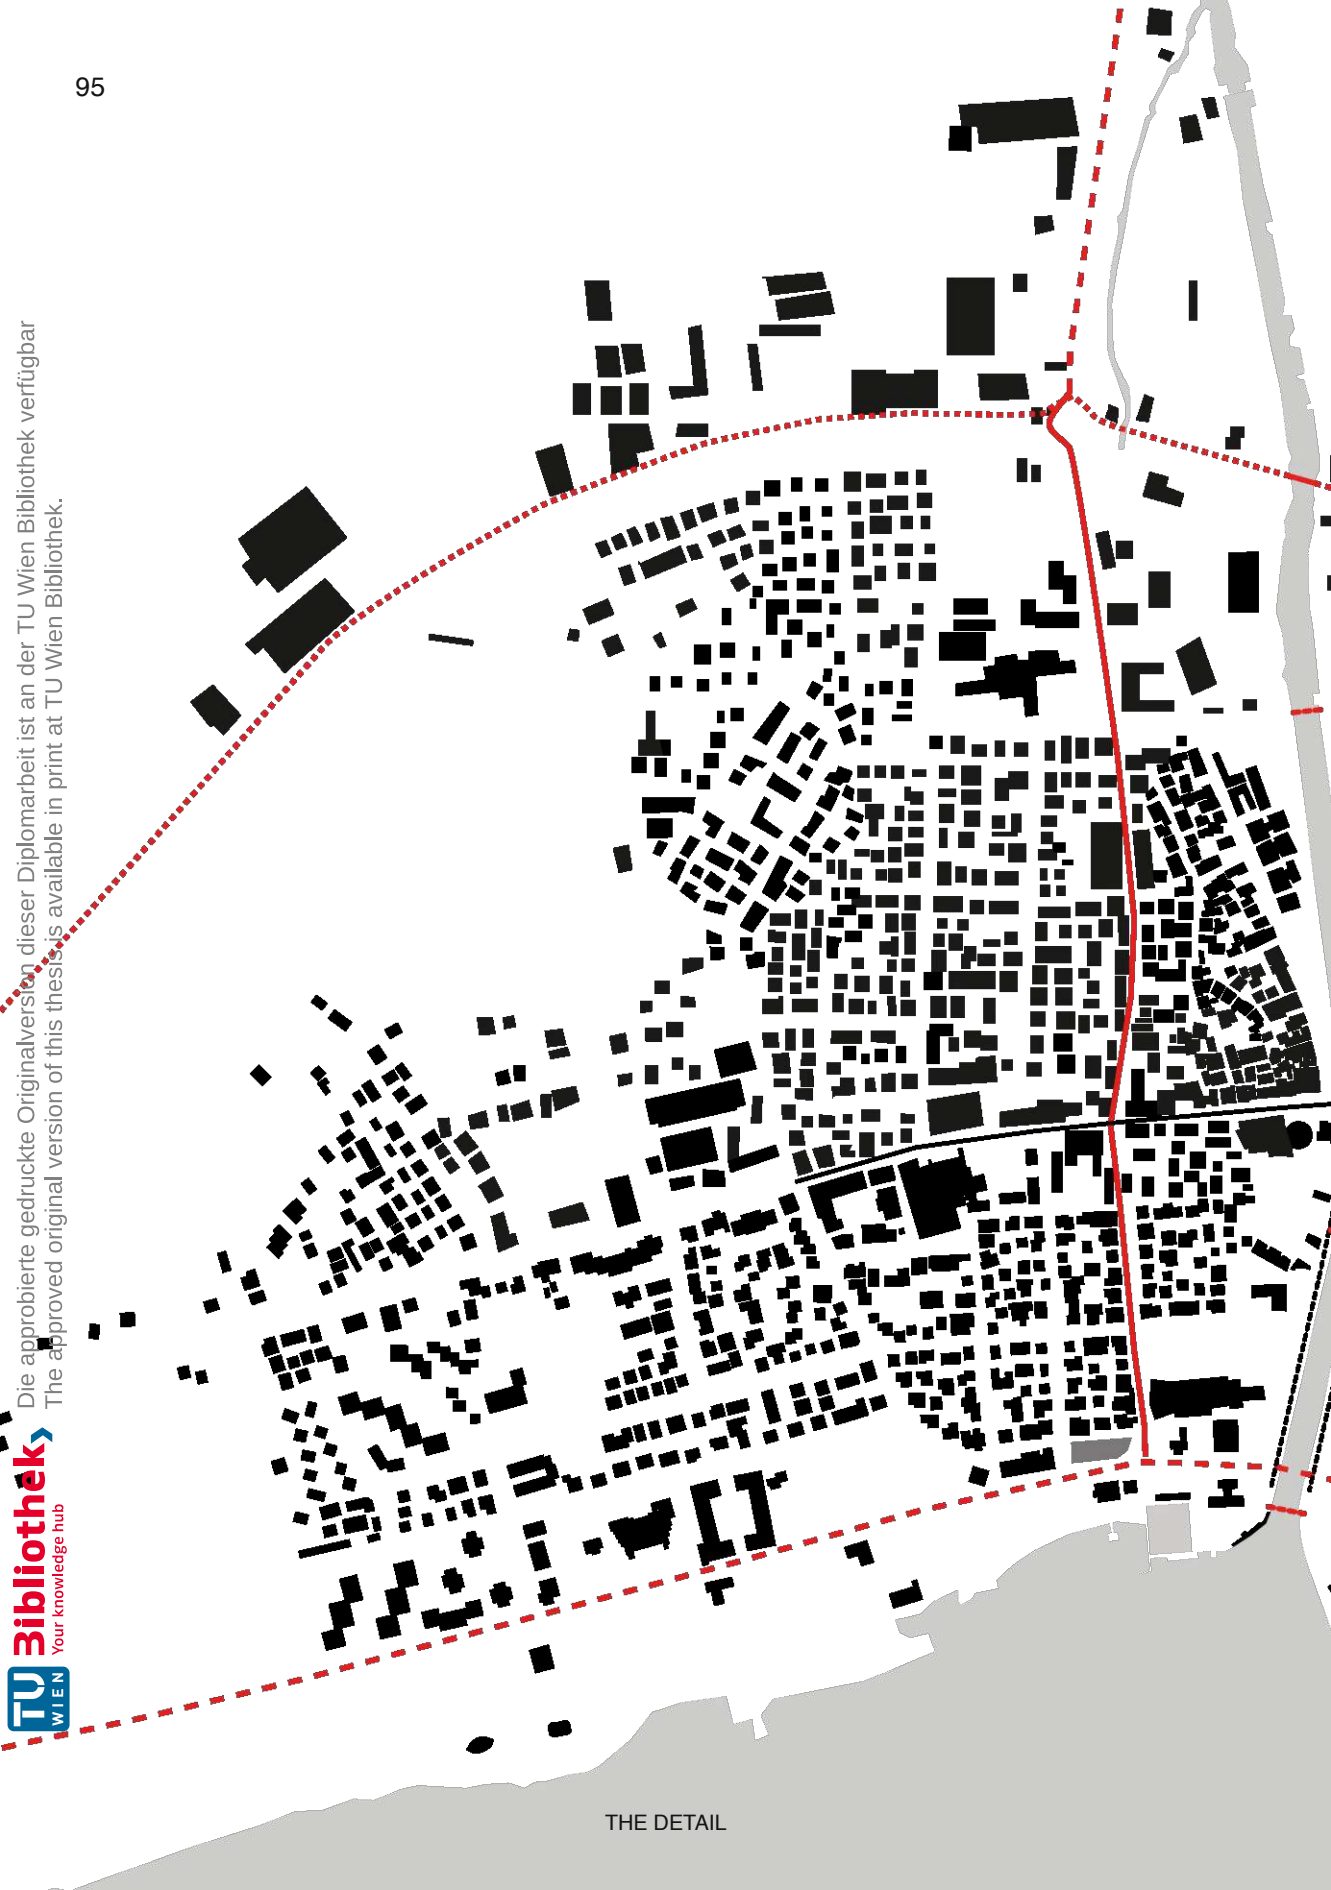 95
Die approbierte gedruckte Originalversion dieser Diplomarbeit ist an der TU Wien Bibliothek verfügbar
The approved original version of this thesis is available in print at TU Wien Bibliothek.
TU WIEN Bibliothek
Your knowledge hub
THE DETAIL